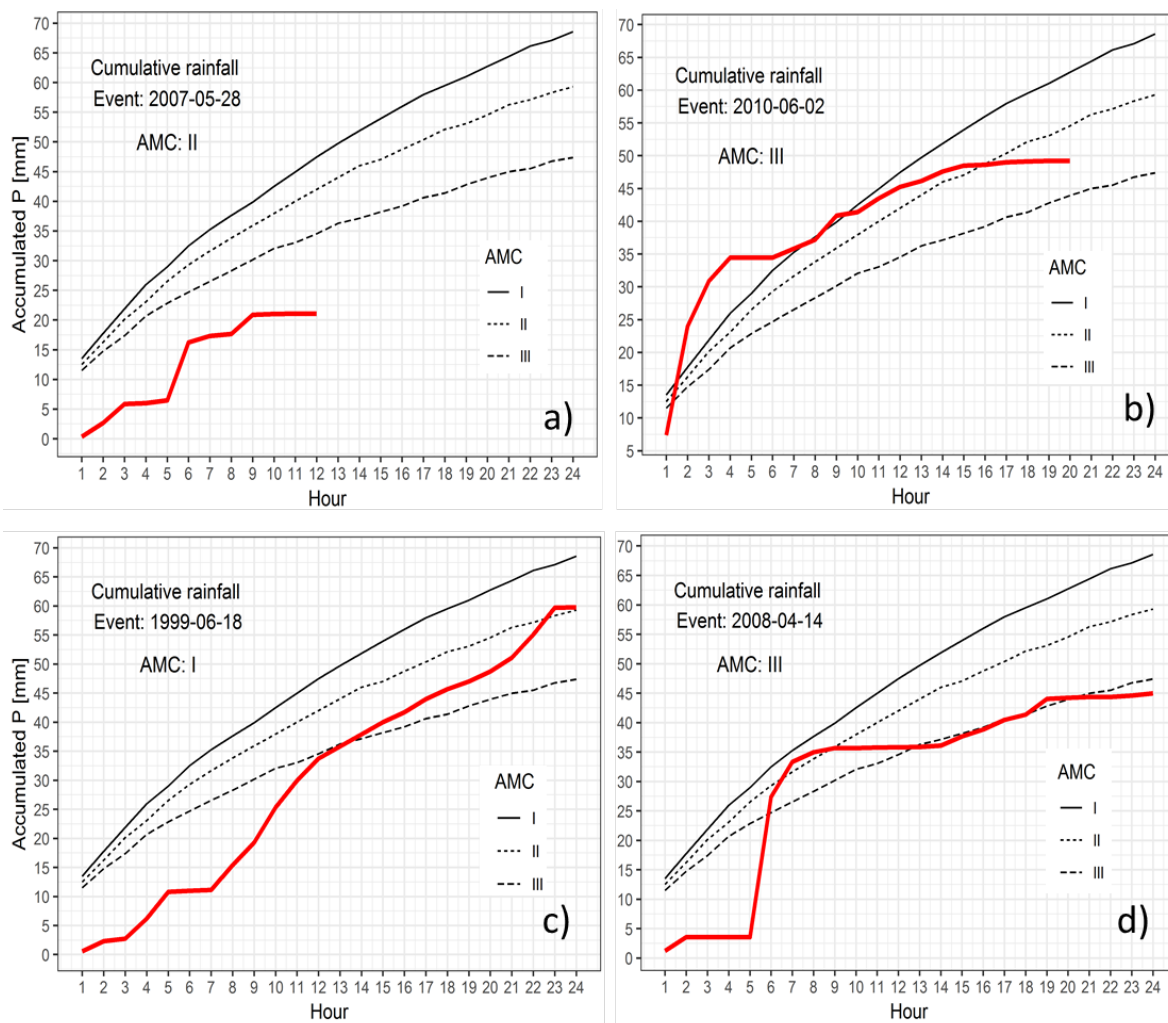 Accumulated P [mm]
70
65
60
55
50
45
40
35
30
25
20
15
10
5
0
Cumulative rainfall
Event: 2007-05-28
AMC: II
AMC
I
II
III
a)
1 2 3 4 5 6 7 8 9 10 11 12 13 14 15 16 17 18 19 20 21 22 23 24
Hour
70
65
60
55
50
45
40
35
30
25
20
15
10
5
Cumulative rainfall
Event: 2010-06-02
AMC: III
AMC
I
II
III
b)
1 2 3 4 5 6 7 8 9 10 11 12 13 14 15 16 17 18 19 20 21 22 23 24
Hour
Accumulated P [mm]
70
65
60
55
50
45
40
35
30
25
20
15
10
5
0
Cumulative rainfall
Event: 1999-06-18
AMC: I
AMC
I
II
III
c)
1 2 3 4 5 6 7 8 9 10 11 12 13 14 15 16 17 18 19 20 21 22 23 24
Hour
70
65
60
55
50
45
40
35
30
25
20
15
10
5
0
Cumulative rainfall
Event: 2008-04-14
AMC: III
AMC
I
II
III
d)
1 2 3 4 5 6 7 8 9 10 11 12 13 14 15 16 17 18 19 20 21 22 23 24
Hour